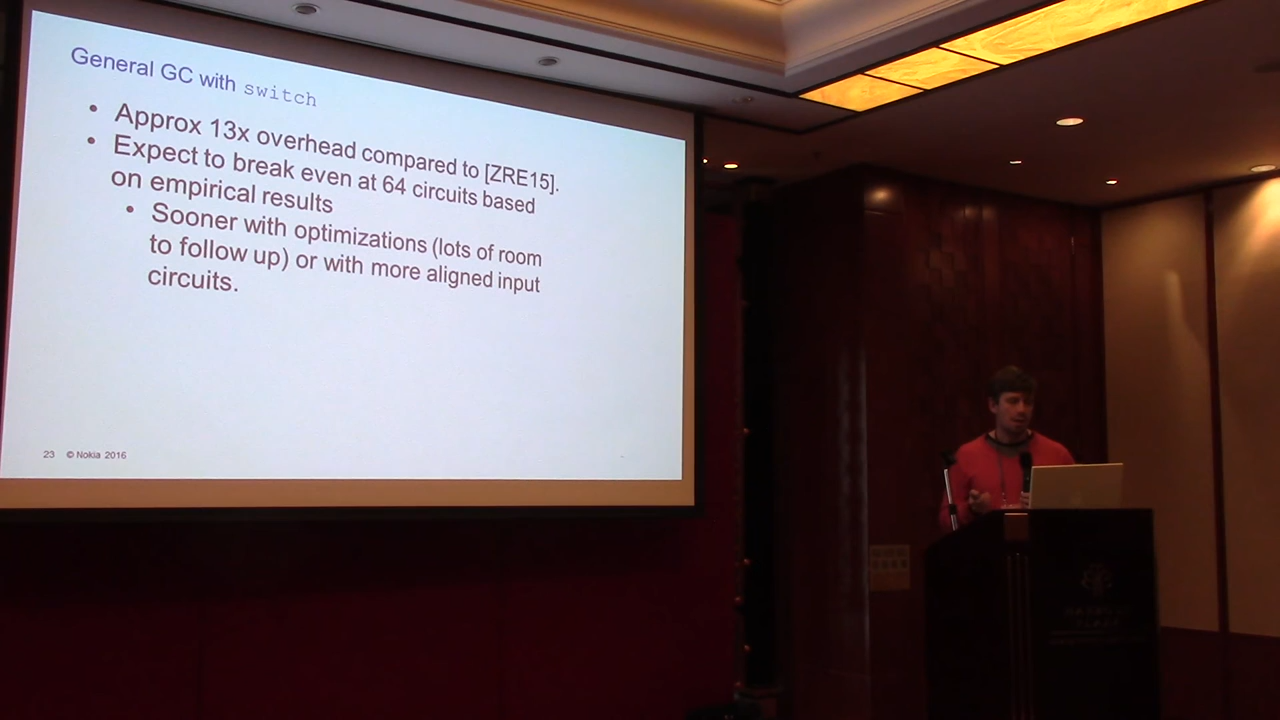 General GC with switch
• Approx 13x overhead compared to [ZRE15].
• Expect to break even at 64 circuits based
on empirical results
• Sooner with optimizations (lots of room
to follow up) or with more aligned input
circuits.
23 © Nokia 2016